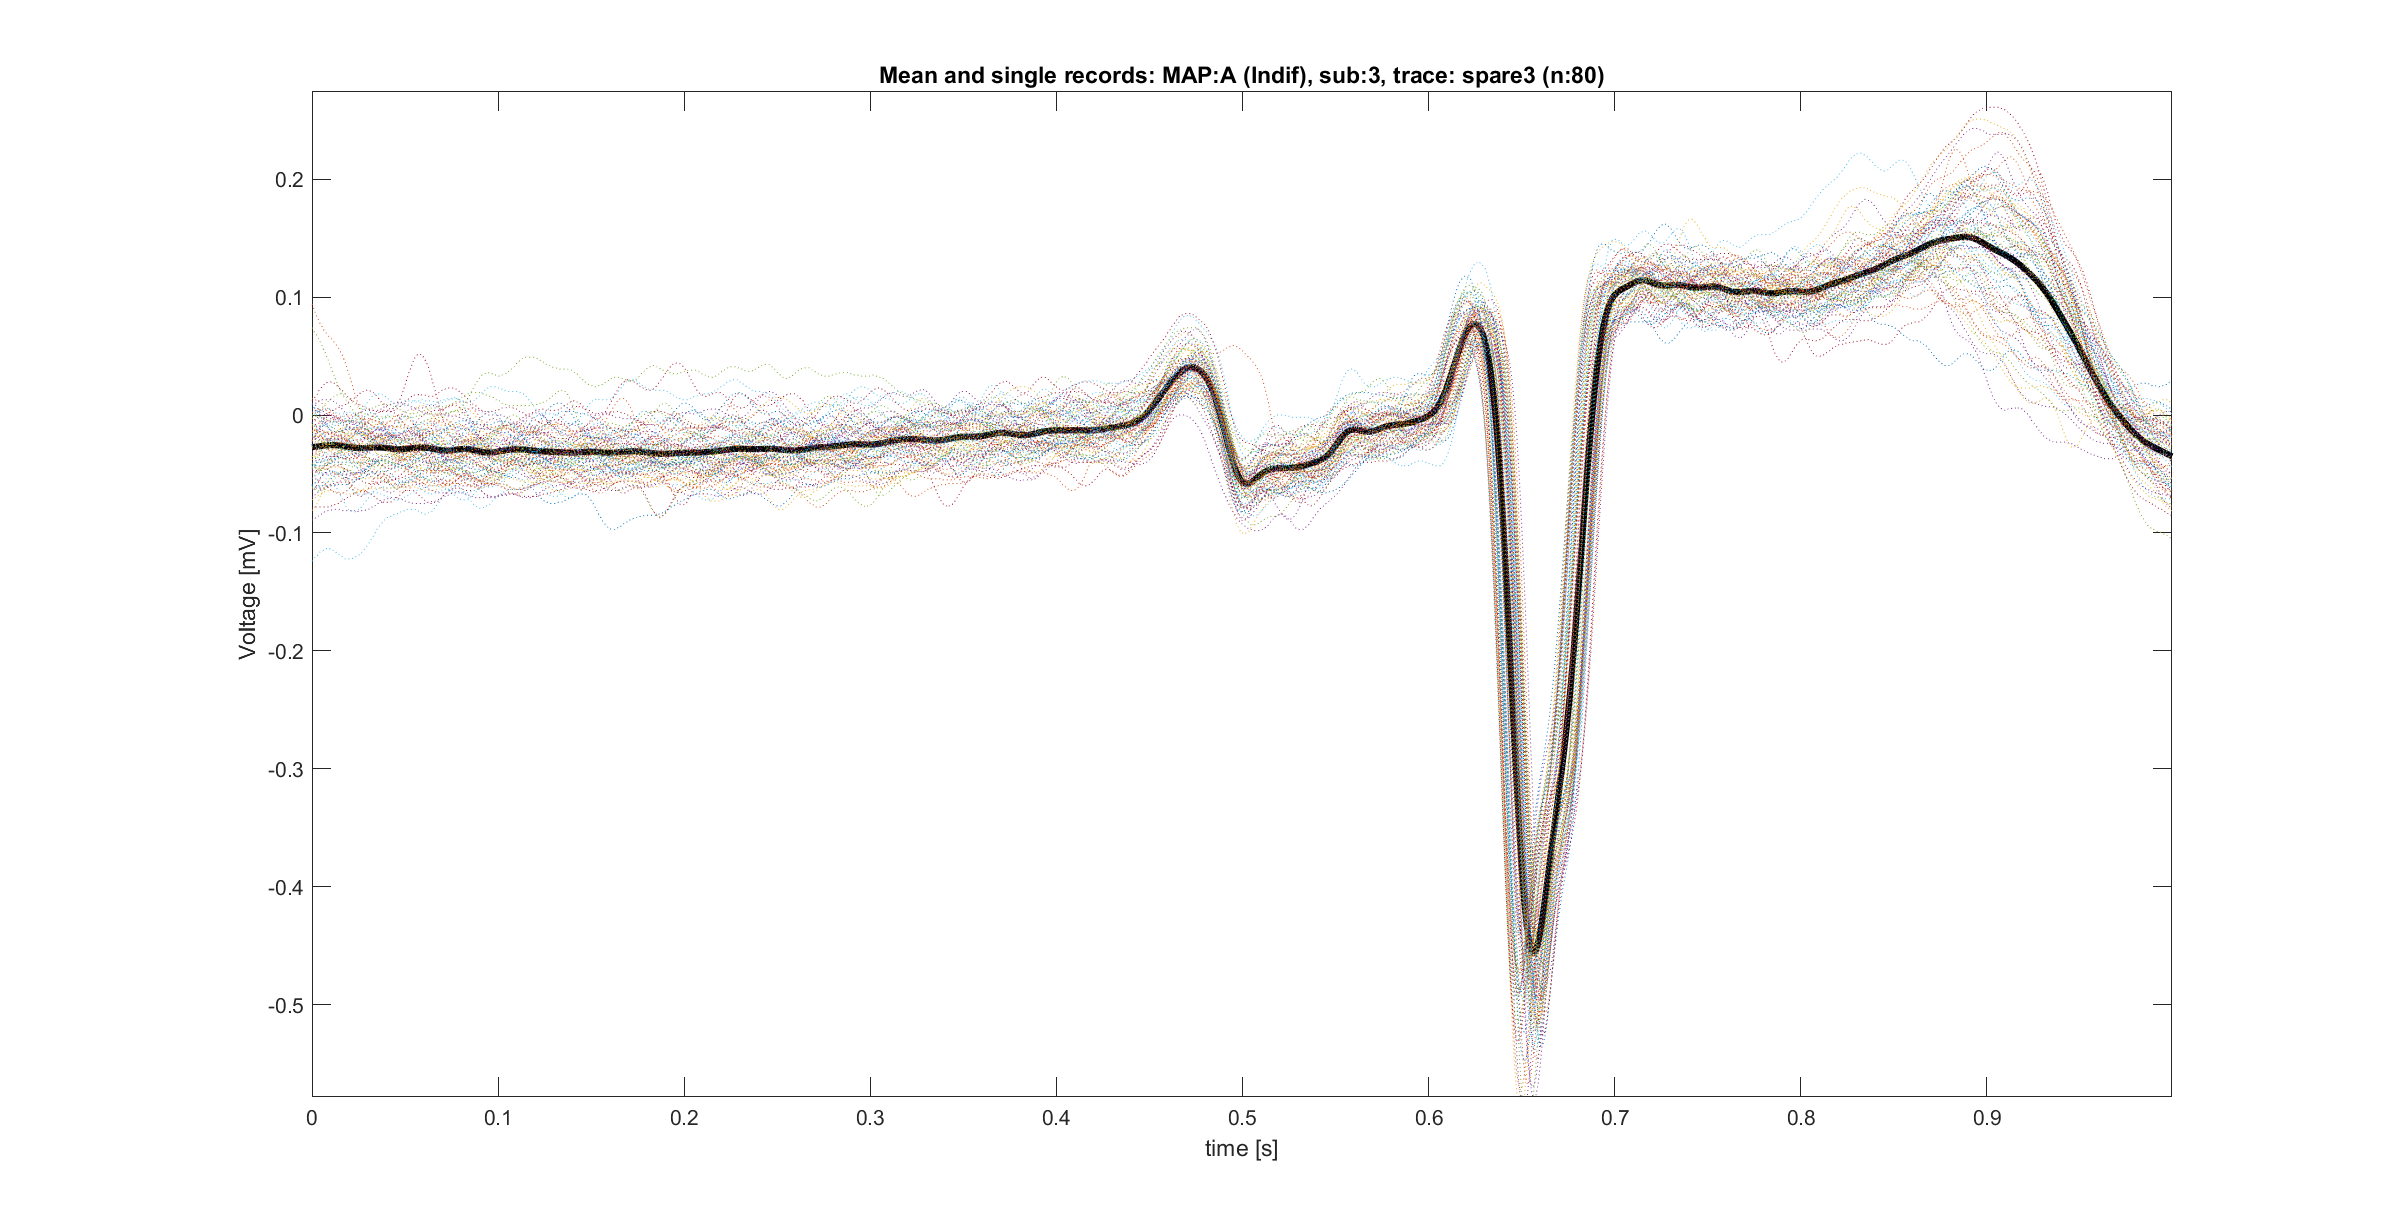 Mean and single records: MAP:A (Indif), sub:3, trace: spare3 (n:80)
0.2
0.1
0
-0.1
-0.2
-0.3
-0.4
-0.5
Voltage [mV]
0 0.1 0.2 0.3 0.4 0.5 0.6 0.7 0.8 0.9
time [s]